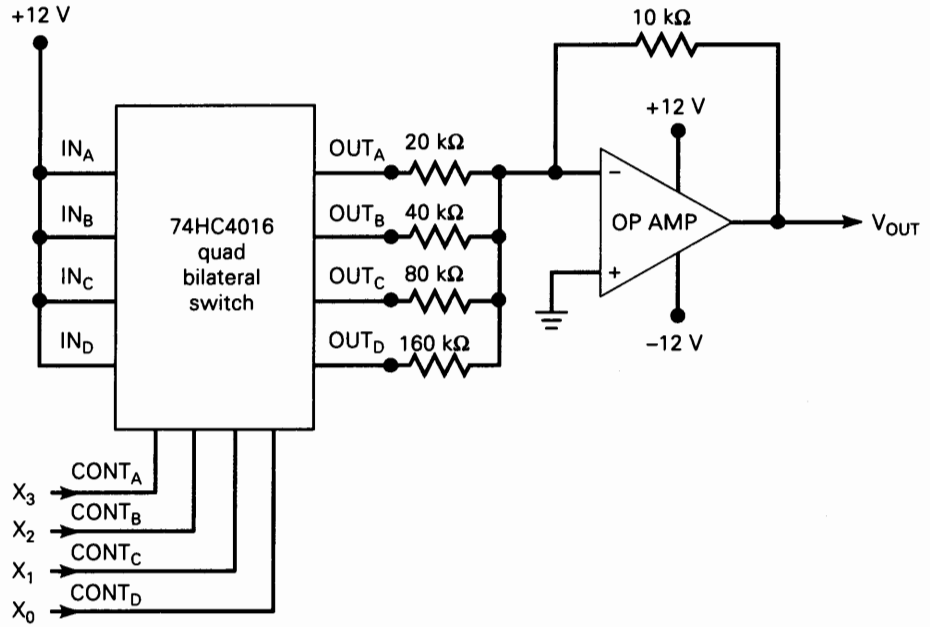 +12 V
10 kΩ
+12 V
IN_A
OUT_A
20 kΩ
−
IN_B
OUT_B
40 kΩ
74HC4016
quad
bilateral
switch
OP AMP
V_OUT
IN_C
OUT_C
80 kΩ
+
IN_D
OUT_D
160 kΩ
−12 V
X_3
CONT_A
X_2
CONT_B
X_1
CONT_C
X_0
CONT_D